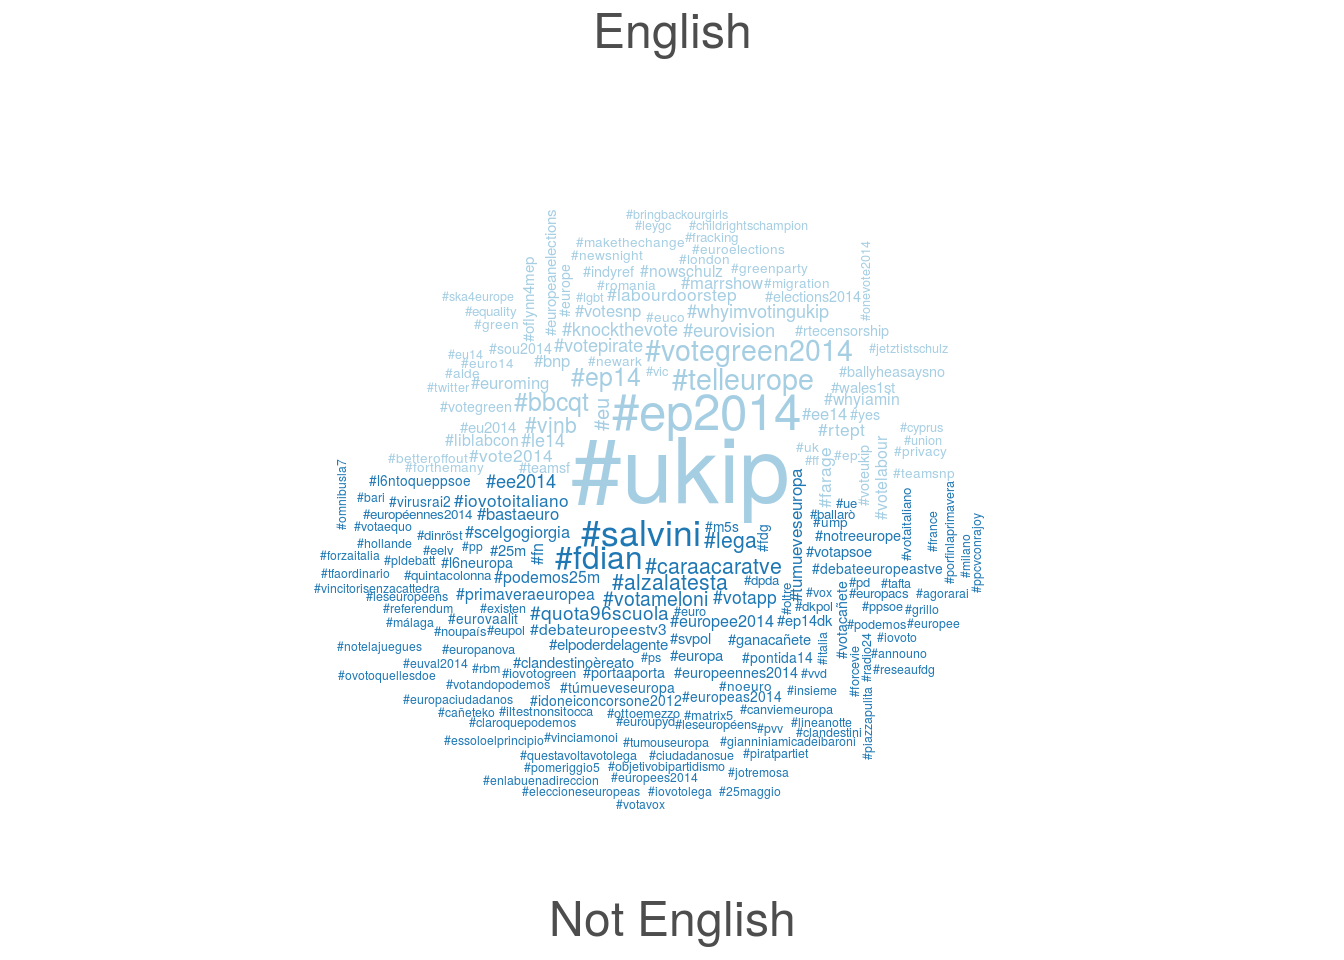 English
#bringbackourgirls
#leygc #childrightschampion
#makethechange #fracking
#newsnight #euroelections
#london
#indyref #nowschulz #greenparty
#romania #marrshow #migration
#ska4europe #lgbt #labourdoorstep #elections2014
#equality #votesnp #euco #whyimvotingukip
#green #knockthevote #eurovision #rtecensorship
#oflynn4mep
#europeanelections
#europe
#onevote2014
#sou2014 #votepirate #votegreen2014 #jetztistschulz
#eu14 #euro14 #bnp #newark
#alde #ep14 #vic #telleurope #ballyheasaysno
#twitter #euroming #wales1st
#votegreen #bbcqt #eu #ep2014 #whyiamin
#ee14 #yes
#eu2014 #vinb #rtept #cyprus
#liblabcon #le14 #union
#betteroffout #vote2014 #ukip #uk #privacy
#forthemany #teamsf #ff #ep #teamsnp
#farage
#voteukip
#votelabour
#omnibusla7
#l6ntoqueppsoe #ee2014
#tumueveseuropa
#votaitaliano
#france
#porfinlaprimavera
#milano
#ppcvconrajoy
#bari #virusrai2 #iovotoitaliano #ue
#européennes2014 #bastaeuro #ballarò
#votaequo #salvini #m5s #ump
#dinröst #scelgogiorgia #lega #fdg #notreeurope
#hollande #eelv #pp #25m #fn #votapsoe
#forzaitalia #pldebatt #l6neuropa #fdian #caraacaratve #debateeuropeastve
#tfaordinario #quintacolonna #podemos25m #alzalatesta #dpda #pd #tafta
#vincitorisenzacattedra #primaveraeuropea #votameloni #votapp #oltre #vox #europacs #agorarai
#leseuropeens
#referendum #existen #quota96scuola #euro #dkpol #ppsoe #grillo
#málaga #eurovaalit #europee2014 #ep14dk #votacañete #podemos #europee
#noupaís #eupol #debateuropeestv3 #svpol #ganacañete #iovoto
#notelajuegues #europanova #elpoderdelagente #italia #announo
#euval2014 #clandestinoèreato #ps #europa #pontida14 #forcevie #radio24
#ovotoquellesdoe #rbm #iovotogreen #portaaporta #europeennes2014 #vvd #reseaufdg
#votandopodemos #túmueveseuropa #noeuro #insieme
#europaciudadanos #idoneiconcorsone2012 #europeas2014
#cañeteko #iltestnonsitocca #ottoemezzo #matrix5 #canviemeuropa
#claroquepodemos #euroupyd #leseuropéens #pvv #lineanotte #piazzapulita
#clandestini
#essoloelprincipio #vinciamonoi #tumouseuropa #gianniniamicadeibaroni
#questavoltavotolega #ciudadanosue #piratpartiet
#pomeriggio5 #objetivobipartidismo #jotremosa
#enlabuenadireccion #europees2014
#eleccioneseuropeas #iovotolega #25maggio
#votavox
Not English